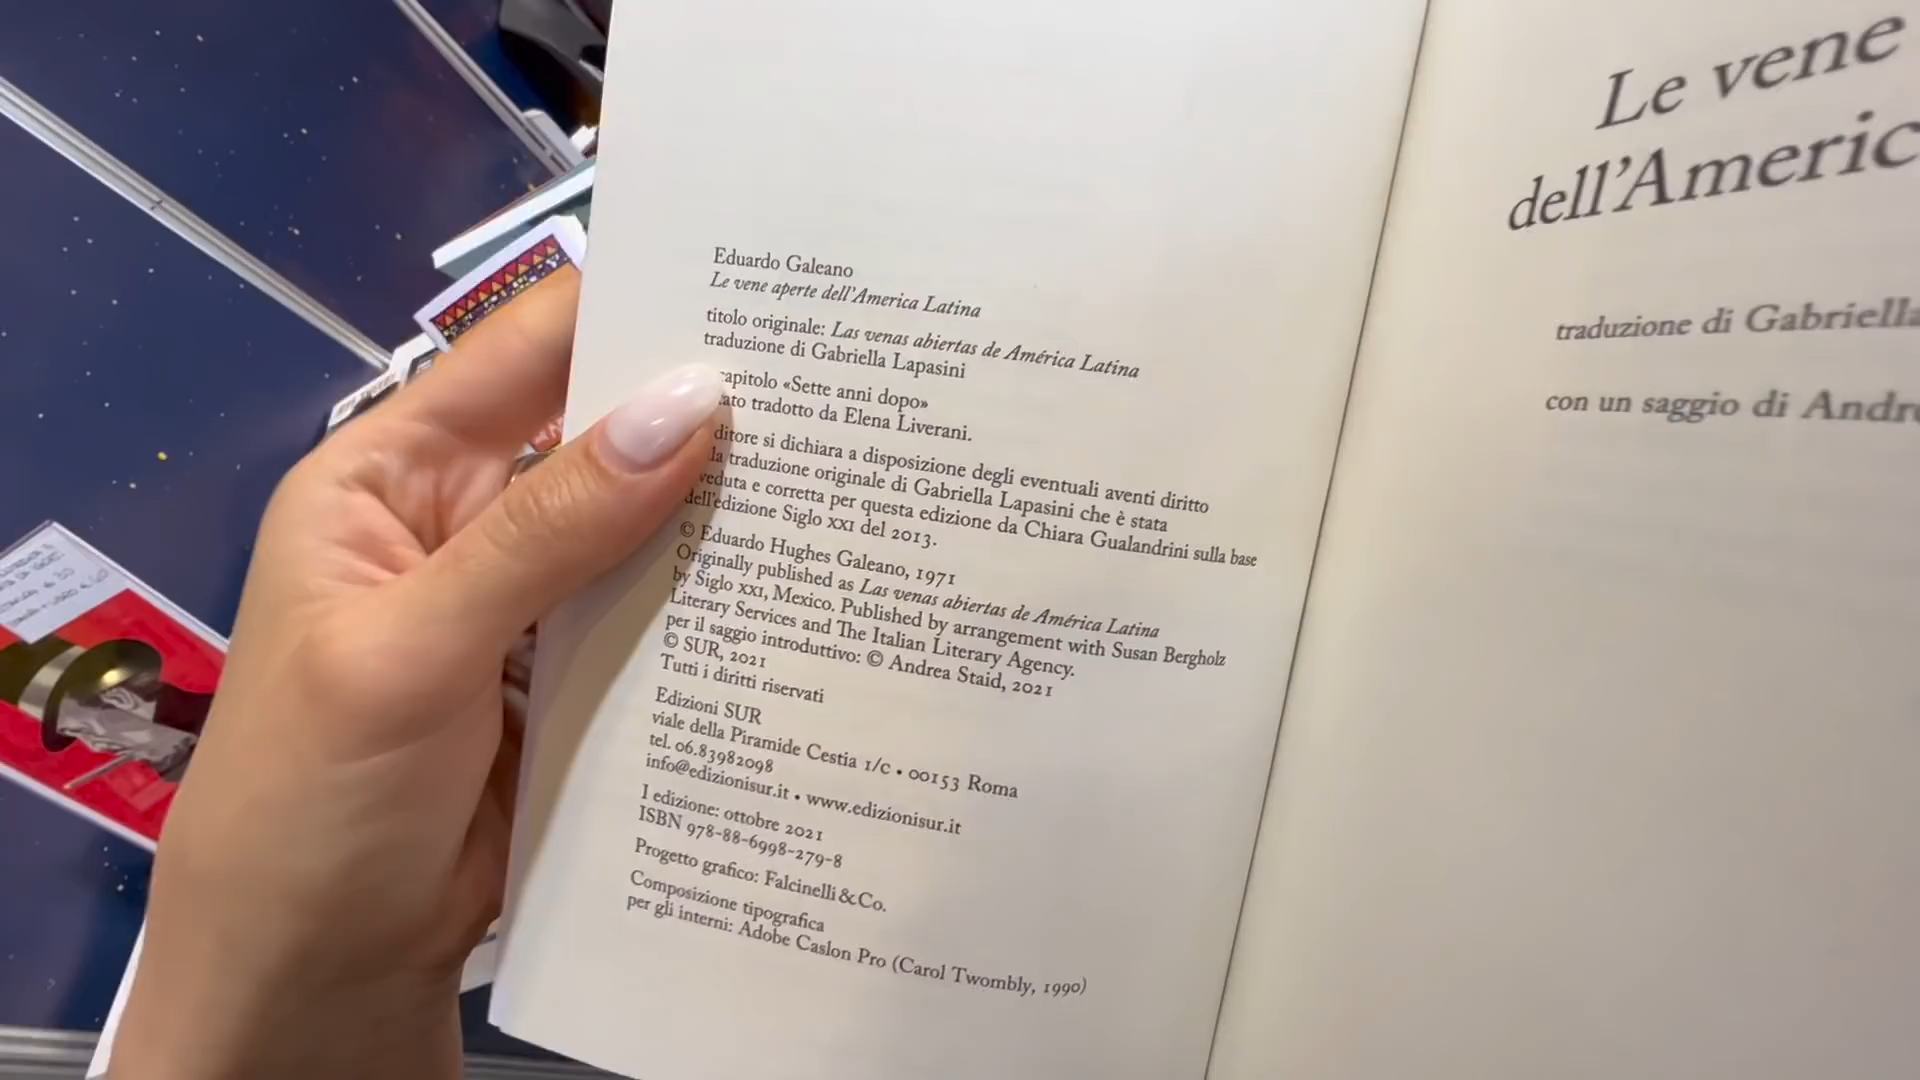 Eduardo Galeano
Le vene aperte dell'America Latina
titolo originale: Las venas abiertas de América Latina
traduzione di Gabriella Lapasini
capitolo «Sette anni dopo»
tato tradotto da Elena Liverani.
ditore si dichiara a disposizione degli eventuali aventi diritto
la traduzione originale di Gabriella Lapasini che è stata
veduta e corretta per questa edizione da Chiara Gualandrini sulla base
dell'edizione Siglo XXI del 2013.
© Eduardo Hughes Galeano, 1971
Originally published as Las venas abiertas de América Latina
by Siglo XXI, Mexico. Published by arrangement with Susan Bergholz
Literary Services and The Italian Literary Agency.
per il saggio introduttivo: © Andrea Staid, 2021
© SUR, 2021
Tutti i diritti riservati
Edizioni SUR
viale della Piramide Cestia 1/c • 00153 Roma
tel. 06.83982098
info@edizionisur.it • www.edizionisur.it
I edizione: ottobre 2021
ISBN 978-88-6998-279-8
Progetto grafico: Falcinelli & Co.
Composizione tipografica
per gli interni: Adobe Caslon Pro (Carol Twombly, 1990)
Le vene
dell'Americ
traduzione di Gabriella
con un saggio di Andre